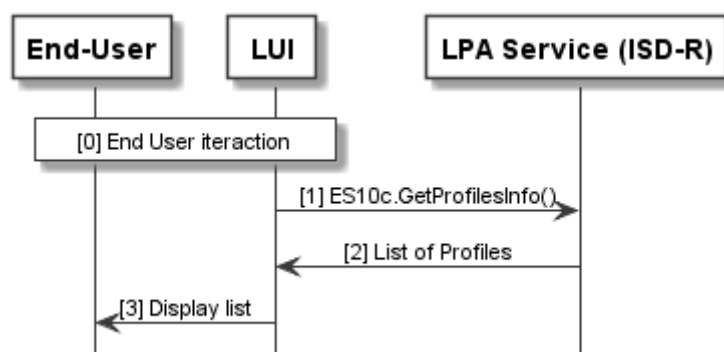 End-User
LUI
LPA Service (ISD-R)
[0] End User iteraction
[1] ES10c.GetProfilesInfo()
[2] List of Profiles
[3] Display list